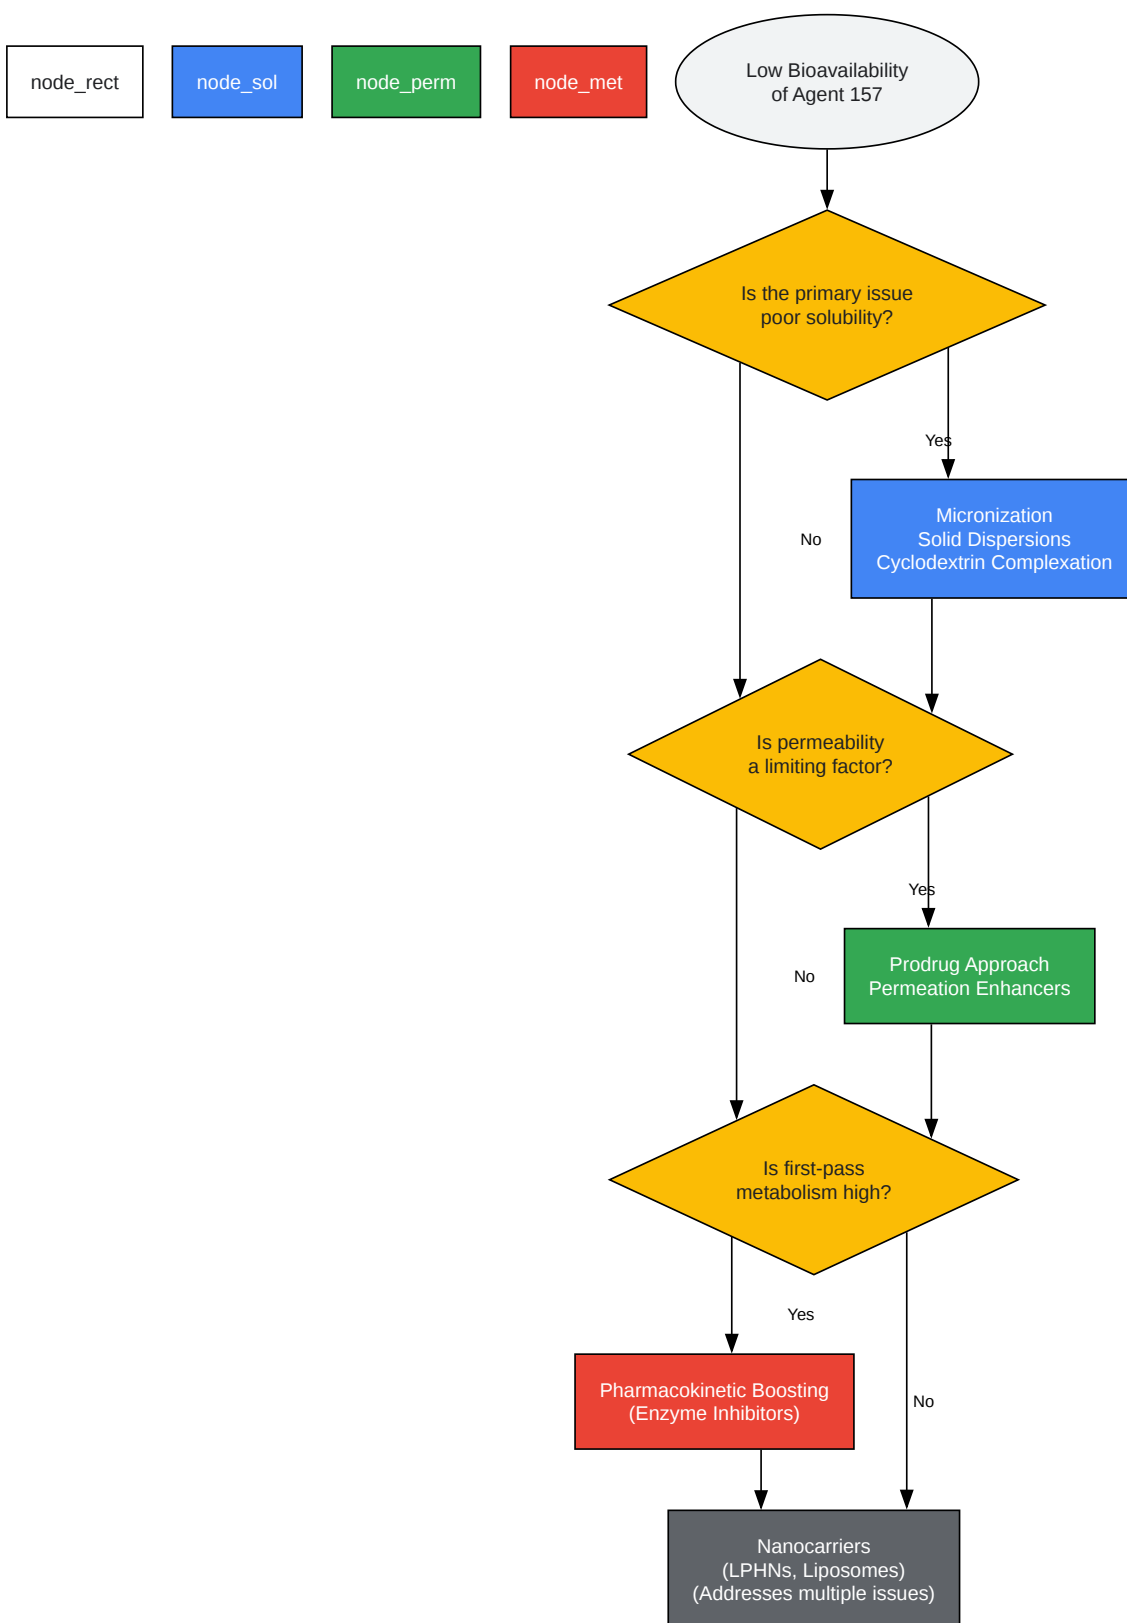 node_rect
node_sol
node_perm
node_met
Low Bioavailability
of Agent 157
Is the primary issue
poor solubility?
Yes
No
Micronization
Solid Dispersions
Cyclodextrin Complexation
Is permeability
a limiting factor?
Yes
No
Prodrug Approach
Permeation Enhancers
Is first-pass
metabolism high?
Yes
Pharmacokinetic Boosting
(Enzyme Inhibitors)
No
Nanocarriers
(LPHNs, Liposomes)
(Addresses multiple issues)